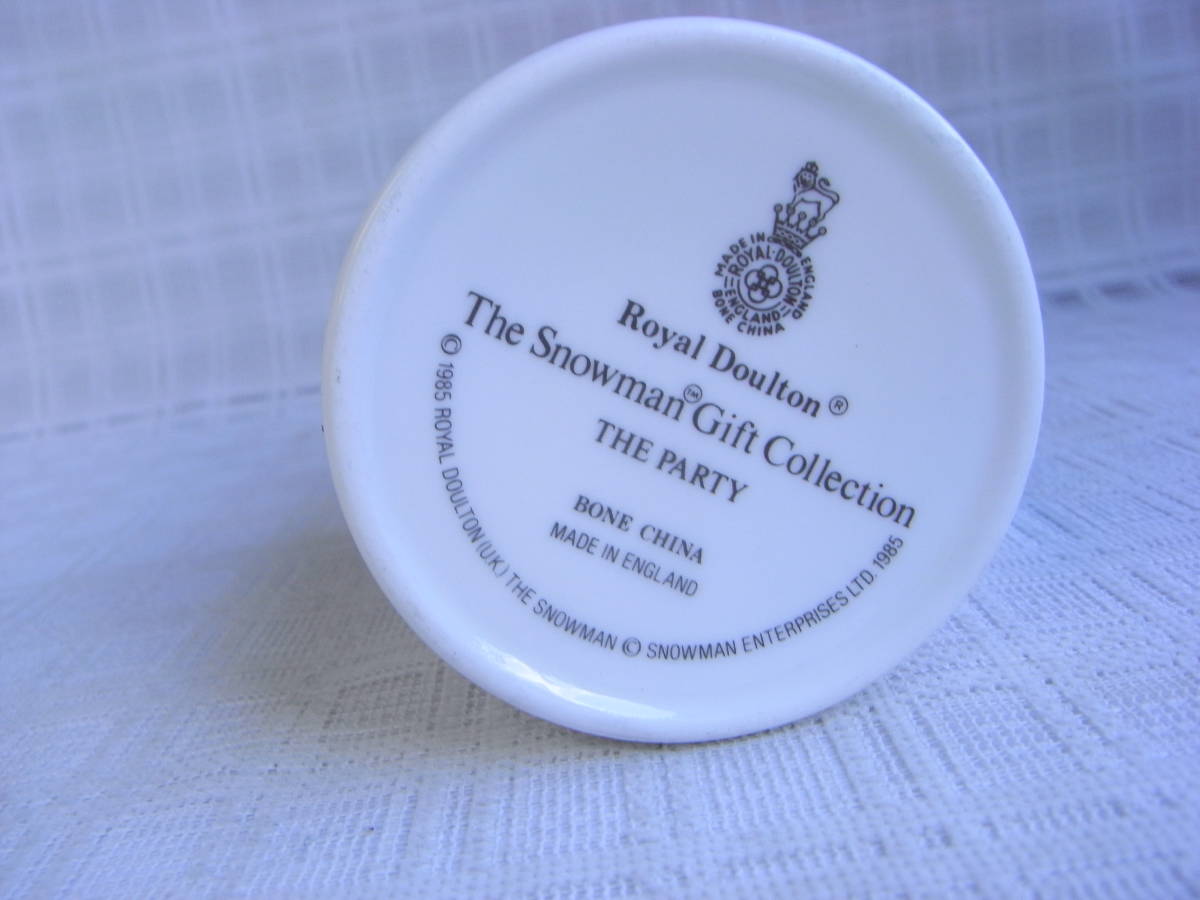 MADE IN ENGLAND
ROYAL·DOULTON
ENGLAND
BONE CHINA
Royal Doulton ®
The Snowman™ Gift Collection
THE PARTY
BONE CHINA
MADE IN ENGLAND
© 1985 ROYAL DOULTON (U.K.) THE SNOWMAN © SNOWMAN ENTERPRISES LTD. 1985